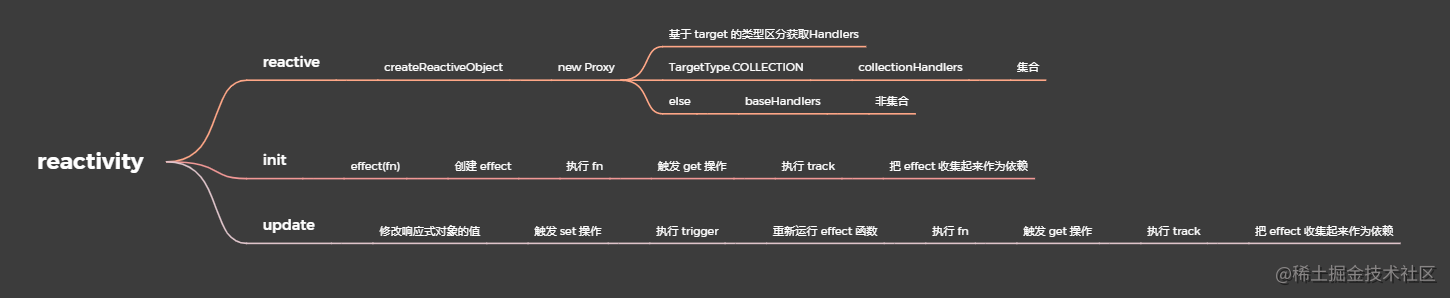 reactivity
reactive
createReactiveObject
new Proxy
基于 target 的类型区分获取Handlers
TargetType.COLLECTION
collectionHandlers
集合
else
baseHandlers
非集合
init
effect(fn)
创建 effect
执行 fn
触发 get 操作
执行 track
把 effect 收集起来作为依赖
update
修改响应式对象的值
触发 set 操作
执行 trigger
重新运行 effect 函数
执行 fn
触发 get 操作
执行 track
把 effect 收集起来作为依赖
@稀土掘金技术社区